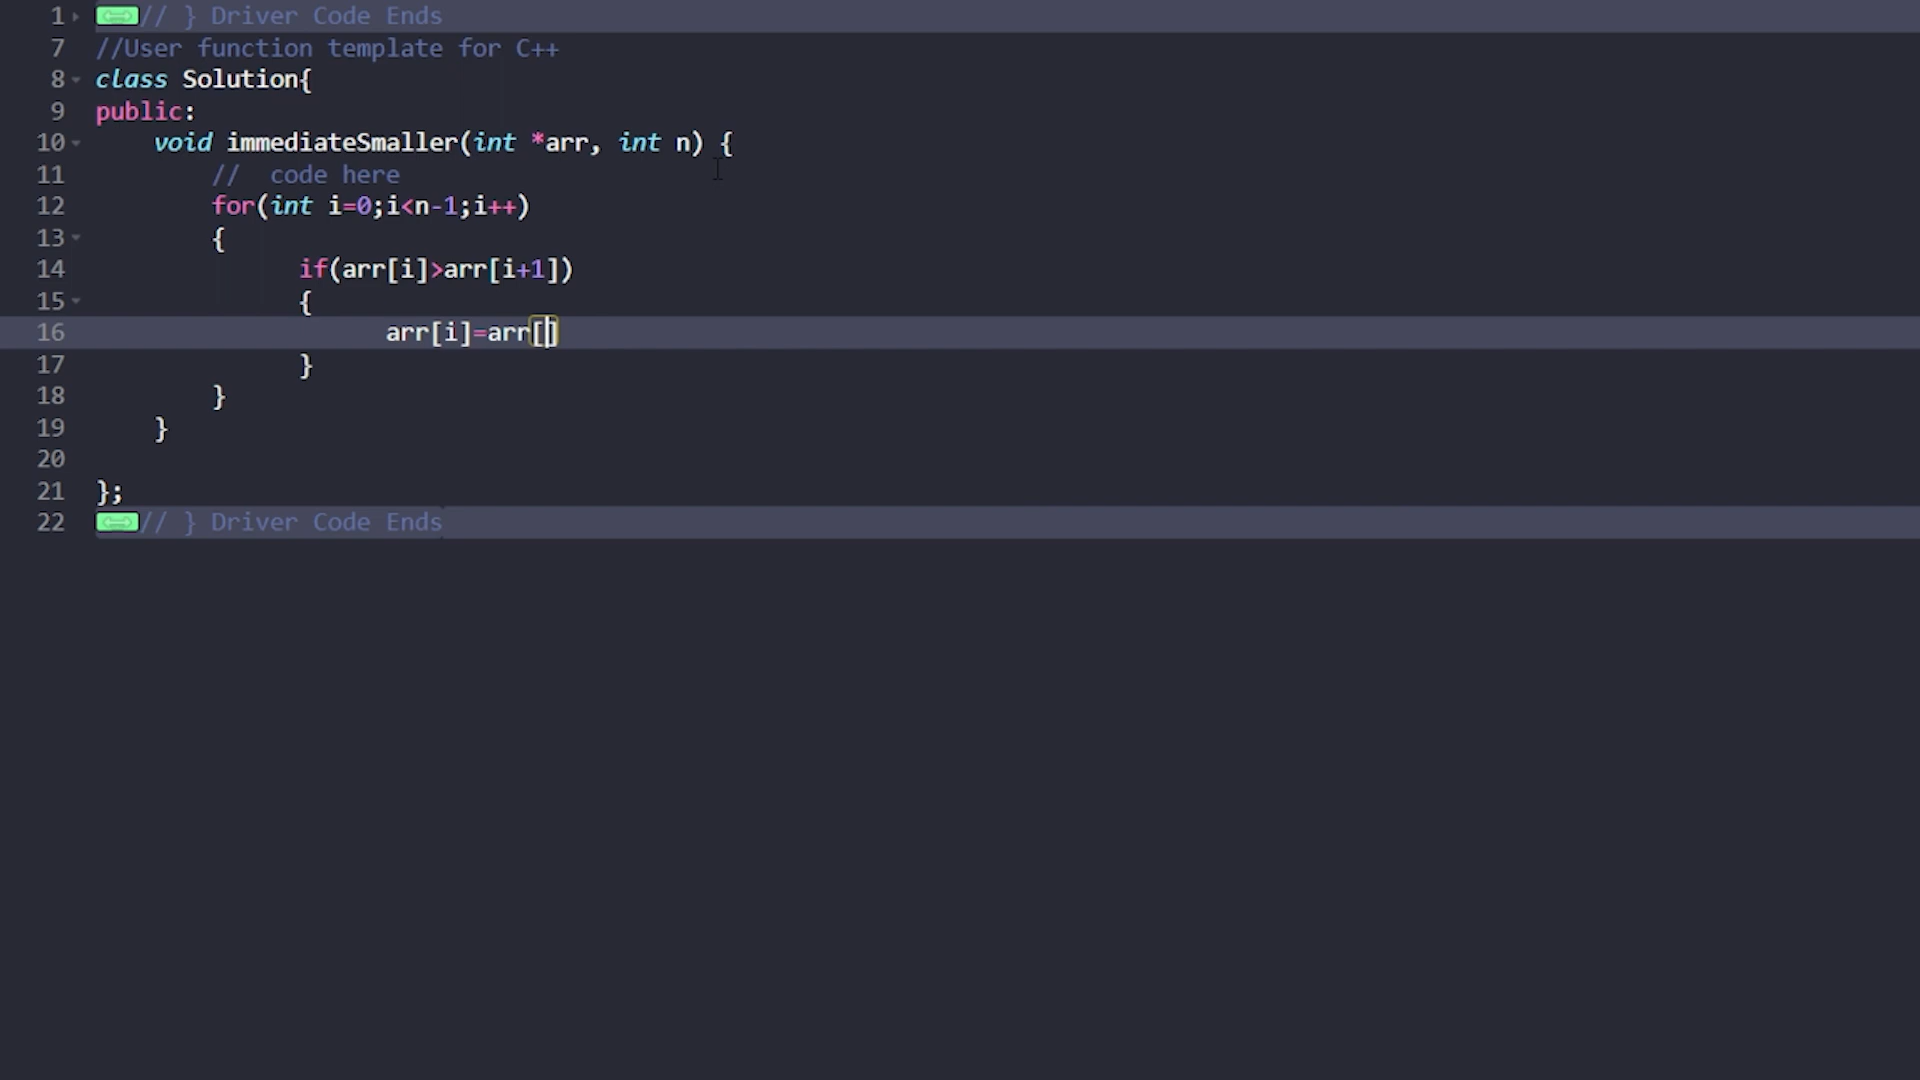 1 // } Driver Code Ends
7 //User function template for C++
8 class Solution{
9 public:
10 void immediateSmaller(int *arr, int n) {
11 //  code here
12 for(int i=0;i<n-1;i++)
13 {
14 if(arr[i]>arr[i+1])
15 {
16 arr[i]=arr[]
17 }
18 }
19 }
20
21 };
22 // } Driver Code Ends